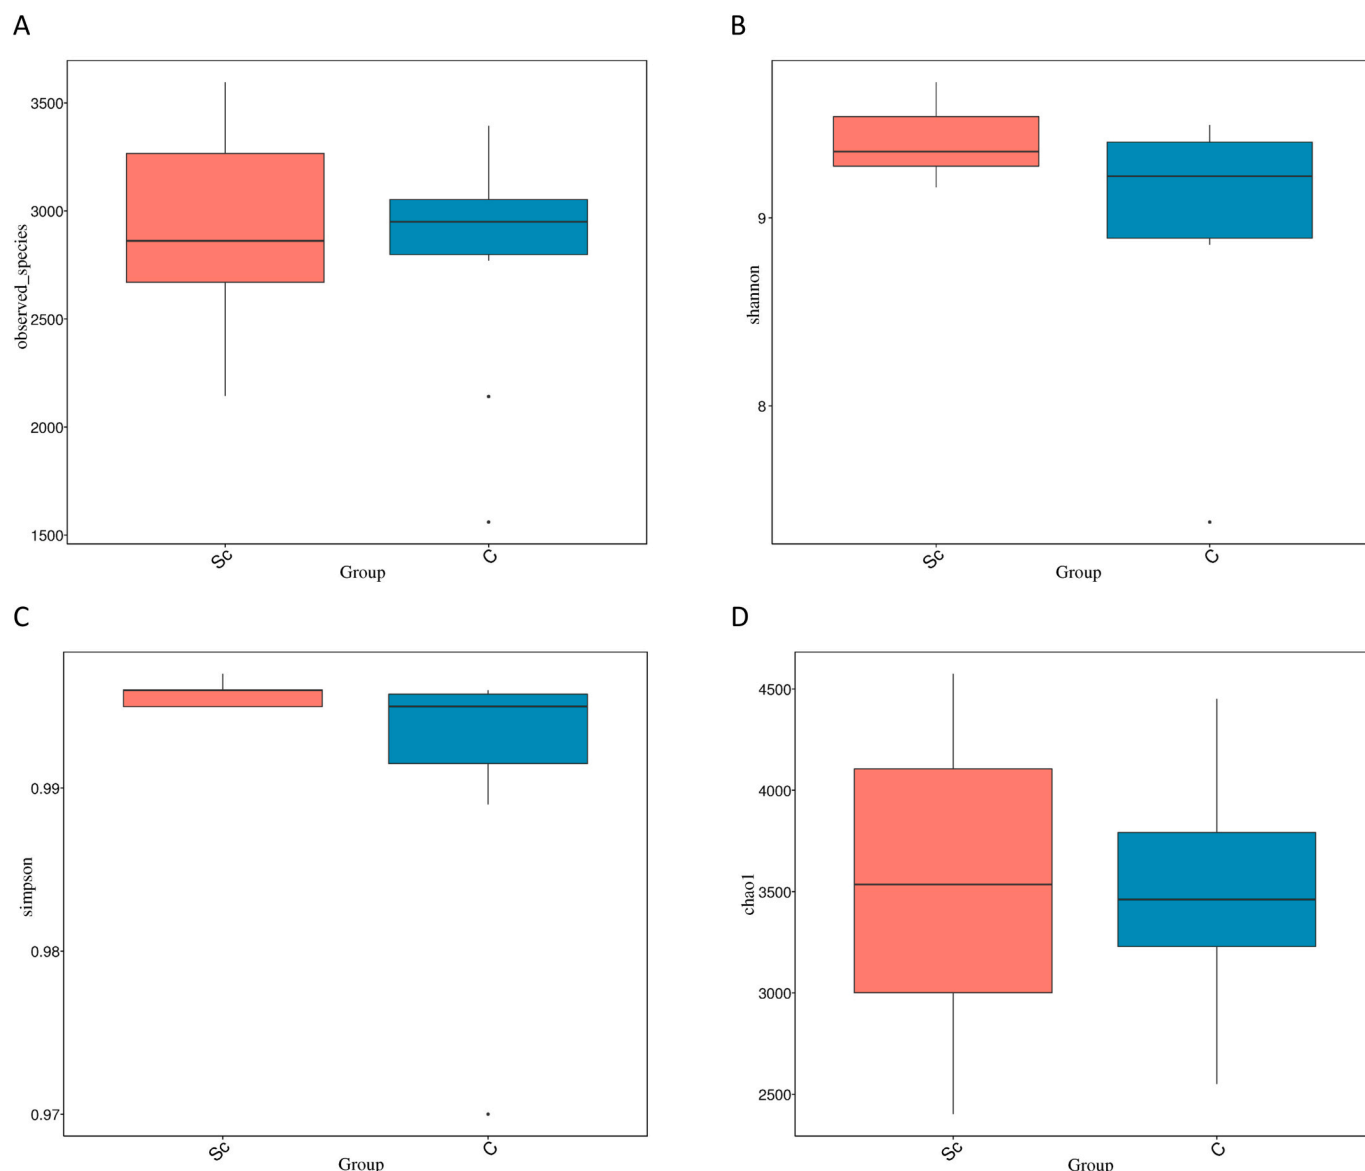 A
observed_species
3500
3000
2500
2000
1500
Sc
C
Group
B
shannon
9
8
Sc
C
Group
C
simpson
0.99
0.98
0.97
Sc
C
Group
D
chao1
4500
4000
3500
3000
2500
Sc
C
Group